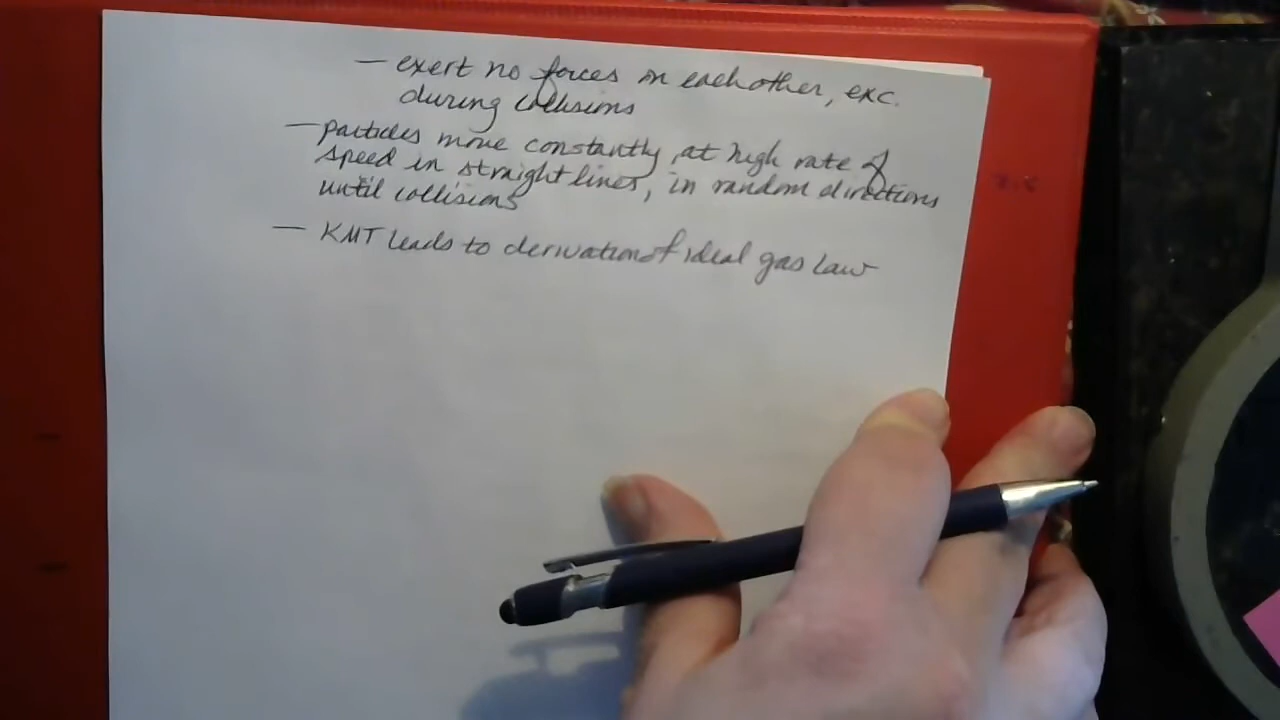 — exert no forces on eachother, exc.
during collisions
— particles move constantly, at high rate of
speed in straight lines, in random directions
until collisions
— KMT leads to derivation of ideal gas law